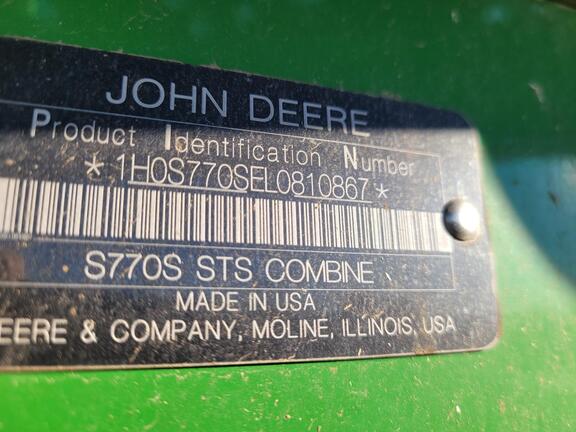 JOHN DEERE
Product Identification Number
*1H0S770SEL0810867*
S770S STS COMBINE
MADE IN USA
EERE & COMPANY, MOLINE, ILLINOIS, USA